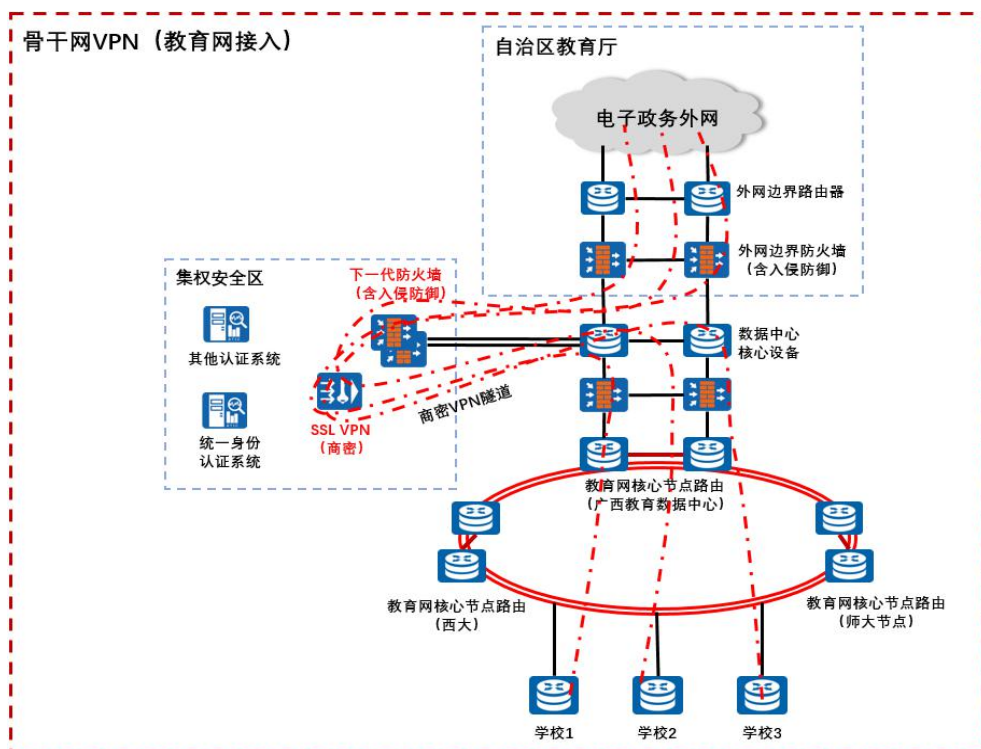 骨干网VPN（教育网接入）
自治区教育厅
电子政务外网
外网边界路由器
外网边界防火墙
（含入侵防御）
集权安全区
下一代防火墙
（含入侵防御）
其他认证系统
数据中心
核心设备
商密VPN隧道
SSL VPN
（商密）
统一身份
认证系统
教育网核心节点路由
（广西教育数据中心）
教育网核心节点路由
（西大）
教育网核心节点路由
（师大节点）
学校1
学校2
学校3